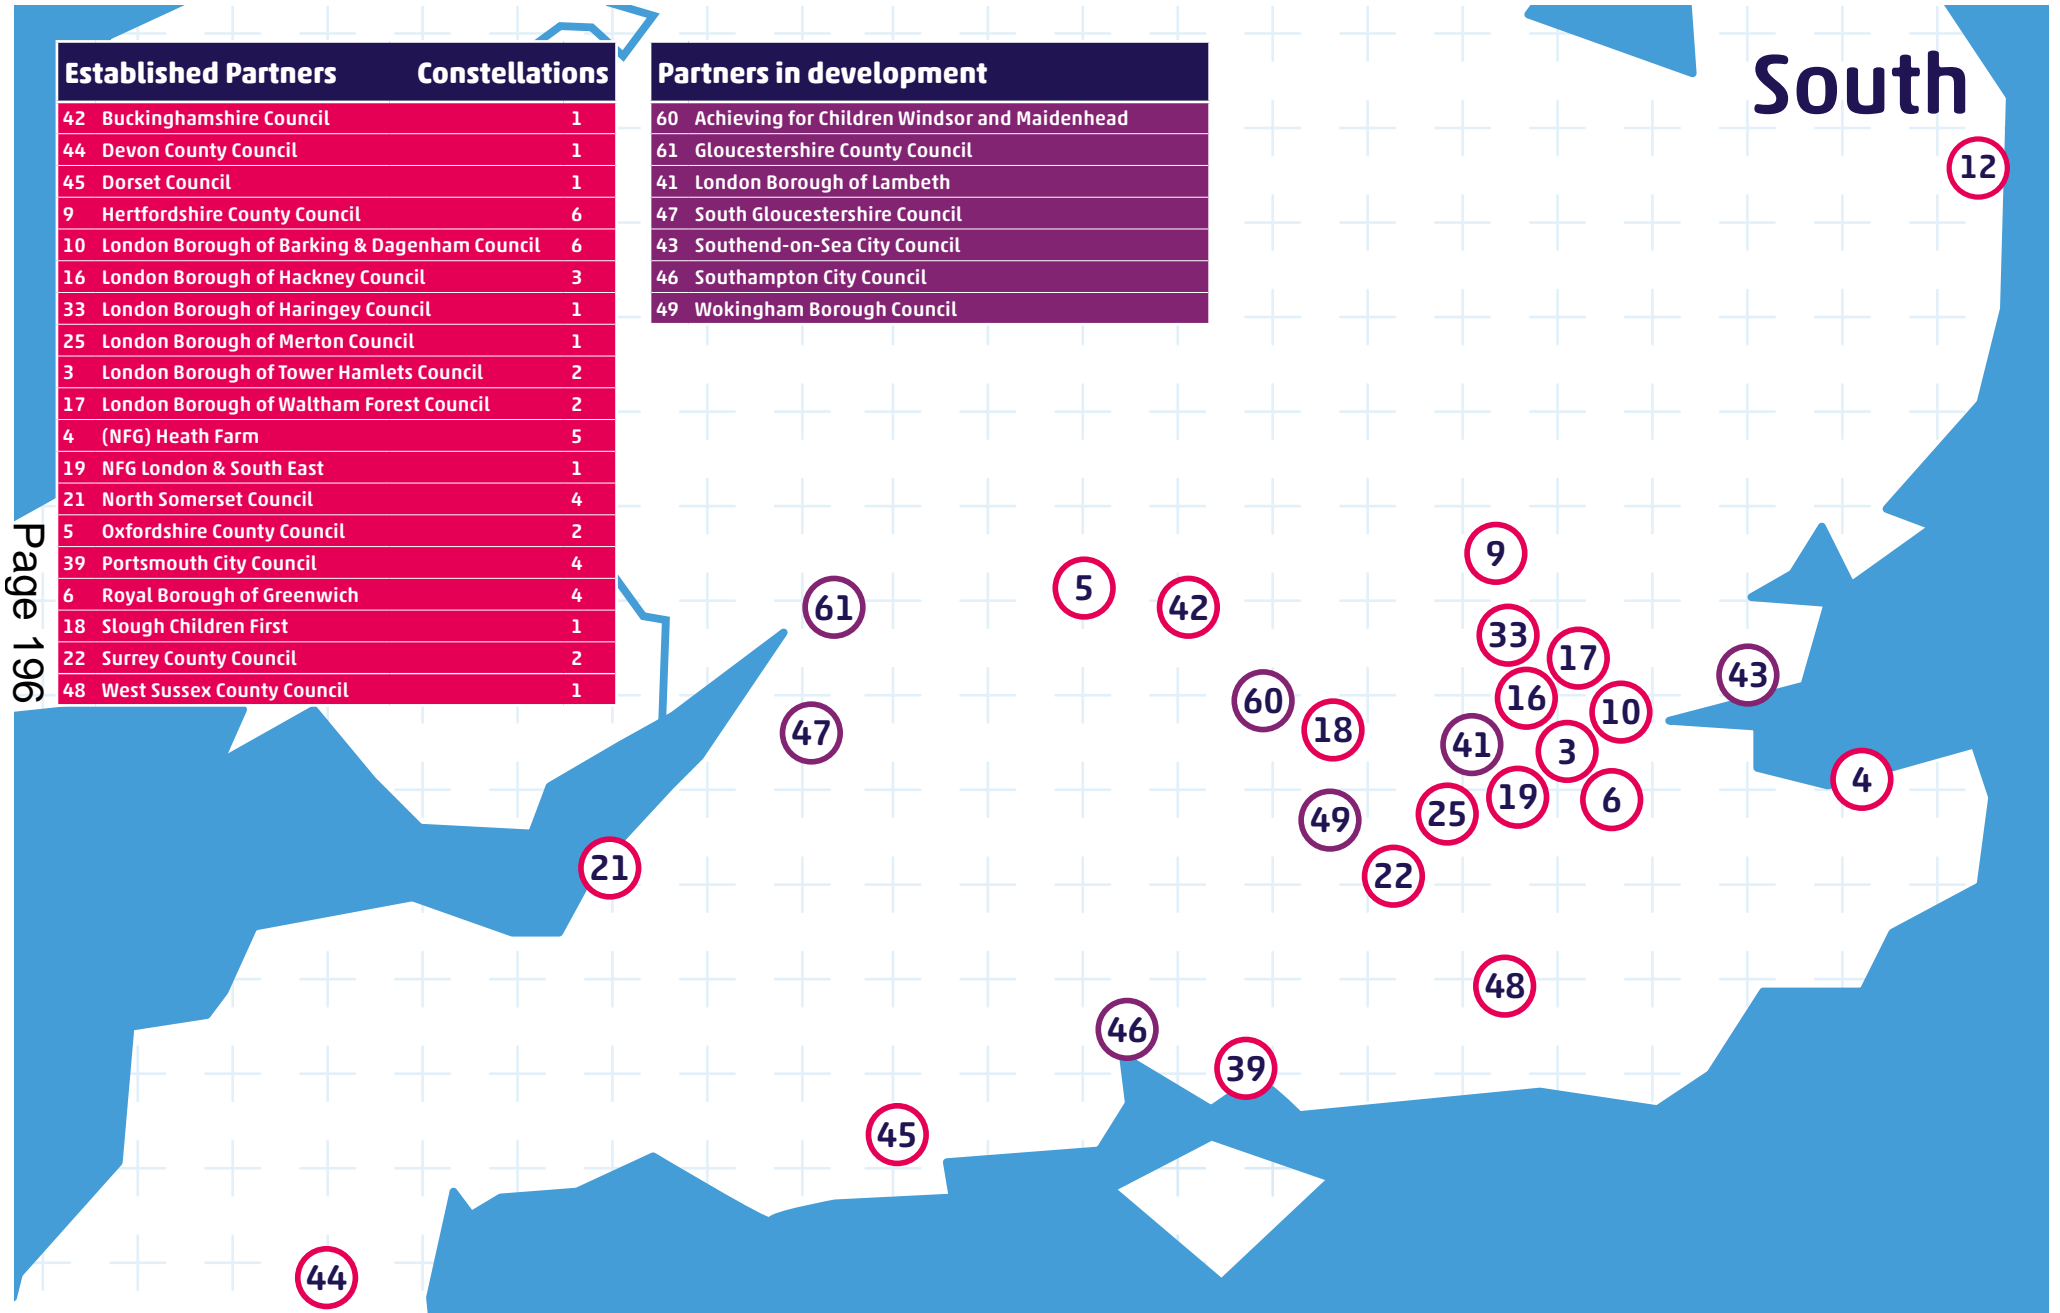 South
Established Partners Constellations
42 Buckinghamshire Council 1
44 Devon County Council 1
45 Dorset Council 1
9 Hertfordshire County Council 6
10 London Borough of Barking & Dagenham Council 6
16 London Borough of Hackney Council 3
33 London Borough of Haringey Council 1
25 London Borough of Merton Council 1
3 London Borough of Tower Hamlets Council 2
17 London Borough of Waltham Forest Council 2
4 (NFG) Heath Farm 5
19 NFG London & South East 1
21 North Somerset Council 4
5 Oxfordshire County Council 2
39 Portsmouth City Council 4
6 Royal Borough of Greenwich 4
18 Slough Children First 1
22 Surrey County Council 2
48 West Sussex County Council 1
Partners in development
60 Achieving for Children Windsor and Maidenhead
61 Gloucestershire County Council
41 London Borough of Lambeth
47 South Gloucestershire Council
43 Southend-on-Sea City Council
46 Southampton City Council
49 Wokingham Borough Council
12
9
5
61
42
33
17
43
60
16
10
18
47
41
3
4
19
6
25
49
21
22
48
46
39
45
44
Page 196